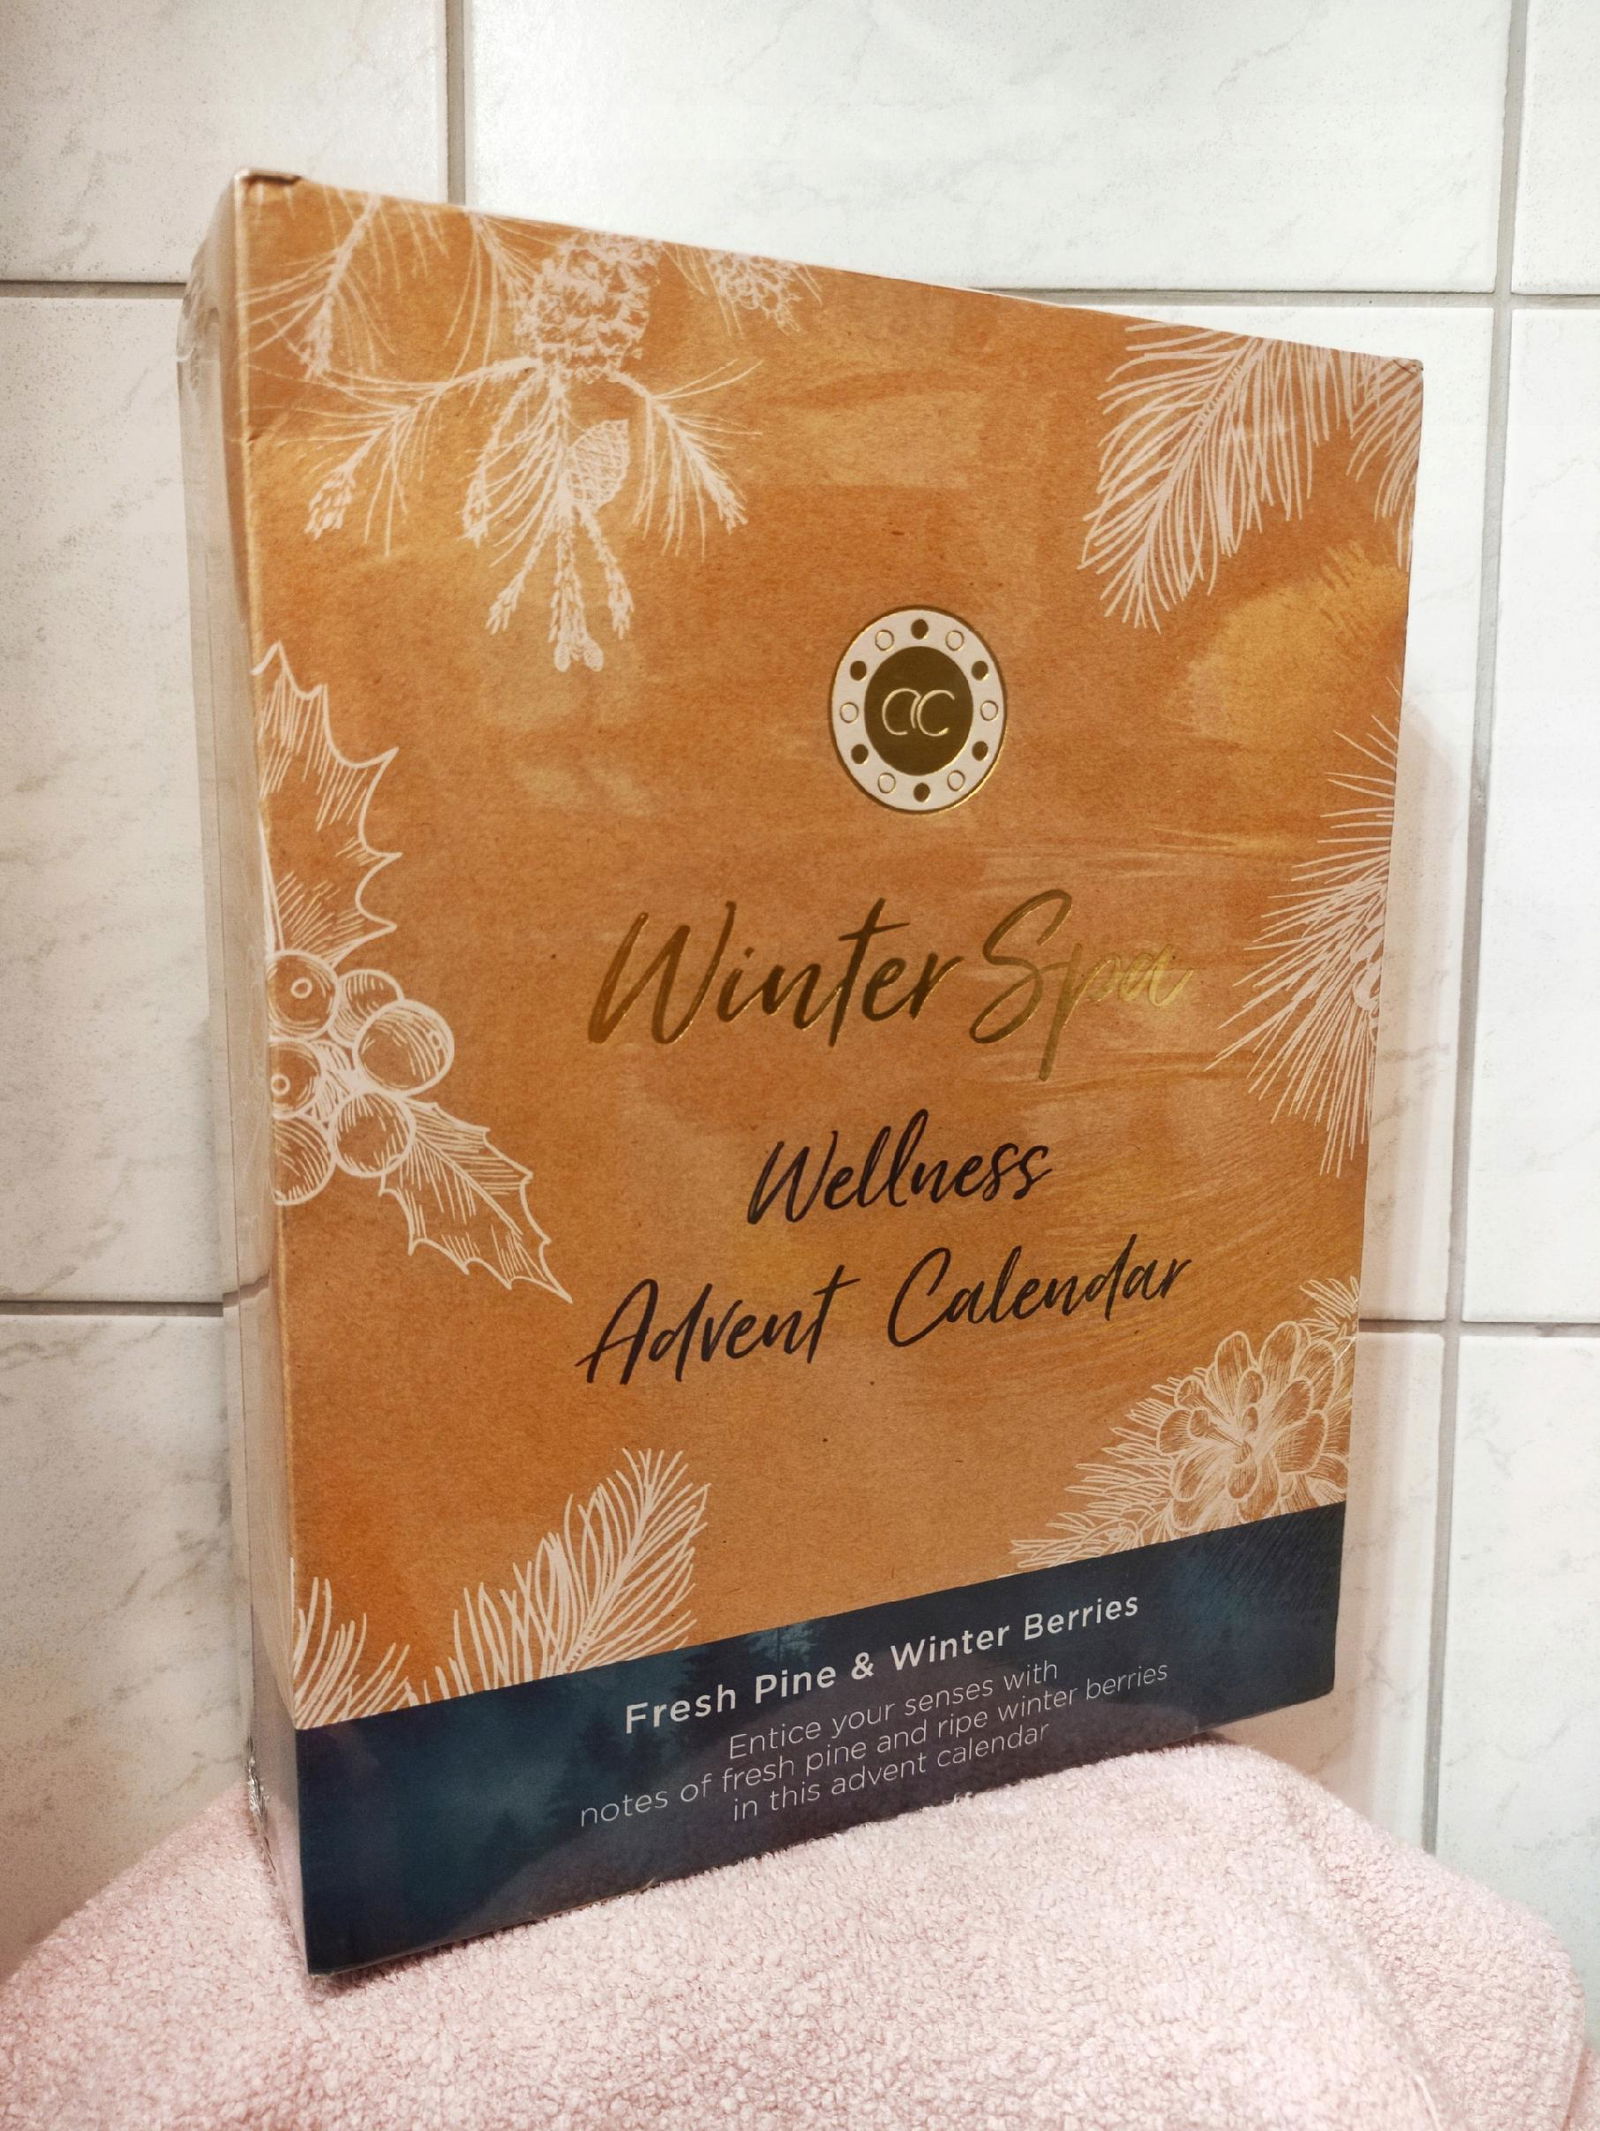 ac
Winter Spa
Wellness
Advent Calendar
Fresh Pine & Winter Berries
Entice your senses with
notes of fresh pine and ripe winter berries
in this advent calendar